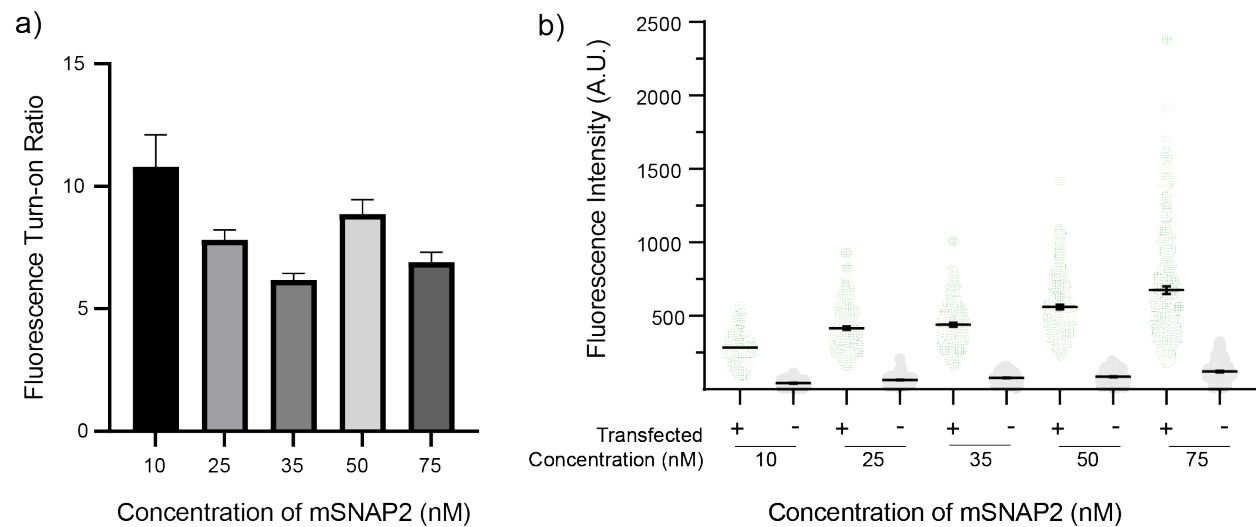 a)
Fluorescence Turn-on Ratio
15
10
5
0
10 25 35 50 75
Concentration of mSNAP2 (nM)
b)
Fluorescence Intensity (A.U.)
2500
2000
1500
1000
500
Transfected + - + - + - + - + -
Concentration (nM) 10 25 35 50 75
Concentration of mSNAP2 (nM)